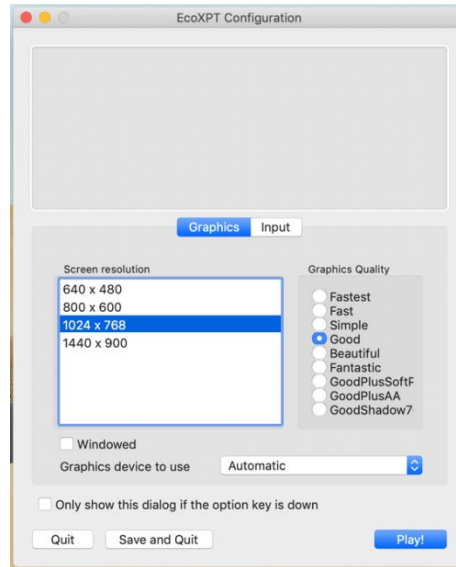 EcoXPT Configuration
Graphics Input
Screen resolution
640 x 480
800 x 600
1024 x 768
1440 x 900
Graphics Quality
Fastest
Fast
Simple
Good
Beautiful
Fantastic
GoodPlusSoftF
GoodPlusAA
GoodShadow7
Windowed
Graphics device to use Automatic
Only show this dialog if the option key is down
Quit Save and Quit Play!